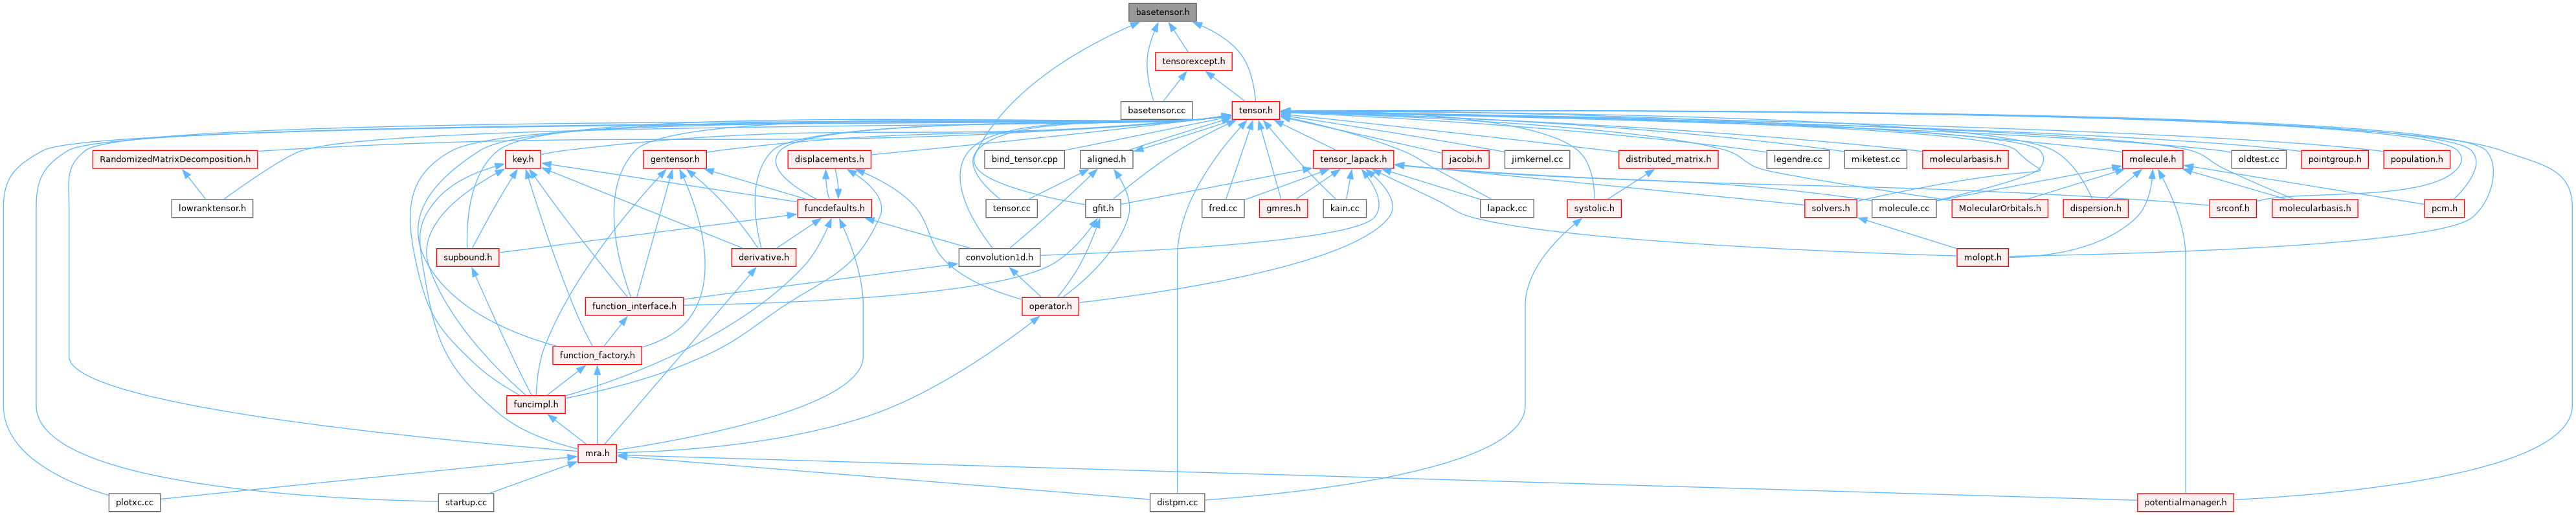 basetensor.h
tensorexcept.h
basetensor.cc
tensor.h
RandomizedMatrixDecomposition.h
key.h
gentensor.h
displacements.h
bind_tensor.cpp
aligned.h
tensor_lapack.h
jacobi.h
jimkernel.cc
distributed_matrix.h
legendre.cc
miketest.cc
molecularbasis.h
molecule.h
oldtest.cc
pointgroup.h
population.h
lowranktensor.h
funcdefaults.h
tensor.cc
gfit.h
fred.cc
gmres.h
kain.cc
lapack.cc
systolic.h
solvers.h
molecule.cc
MolecularOrbitals.h
dispersion.h
srconf.h
molecularbasis.h
pcm.h
supbound.h
derivative.h
convolution1d.h
molopt.h
function_interface.h
operator.h
function_factory.h
funcimpl.h
mra.h
plotxc.cc
startup.cc
distpm.cc
potentialmanager.h